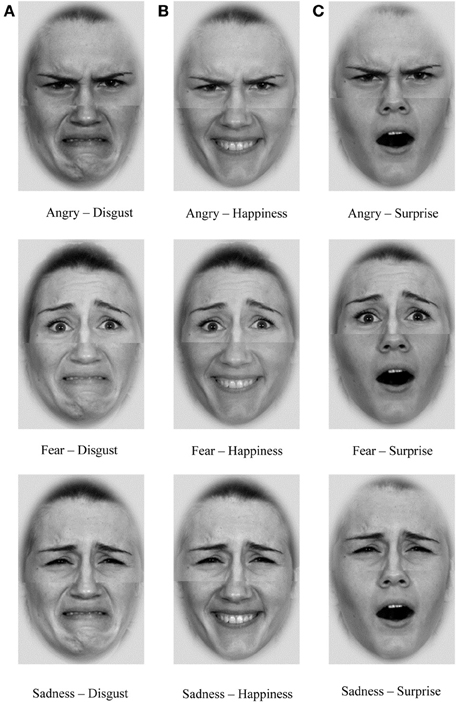 A B C
Angry – Disgust Angry – Happiness Angry – Surprise
Fear – Disgust Fear – Happiness Fear – Surprise
Sadness – Disgust Sadness – Happiness Sadness – Surprise